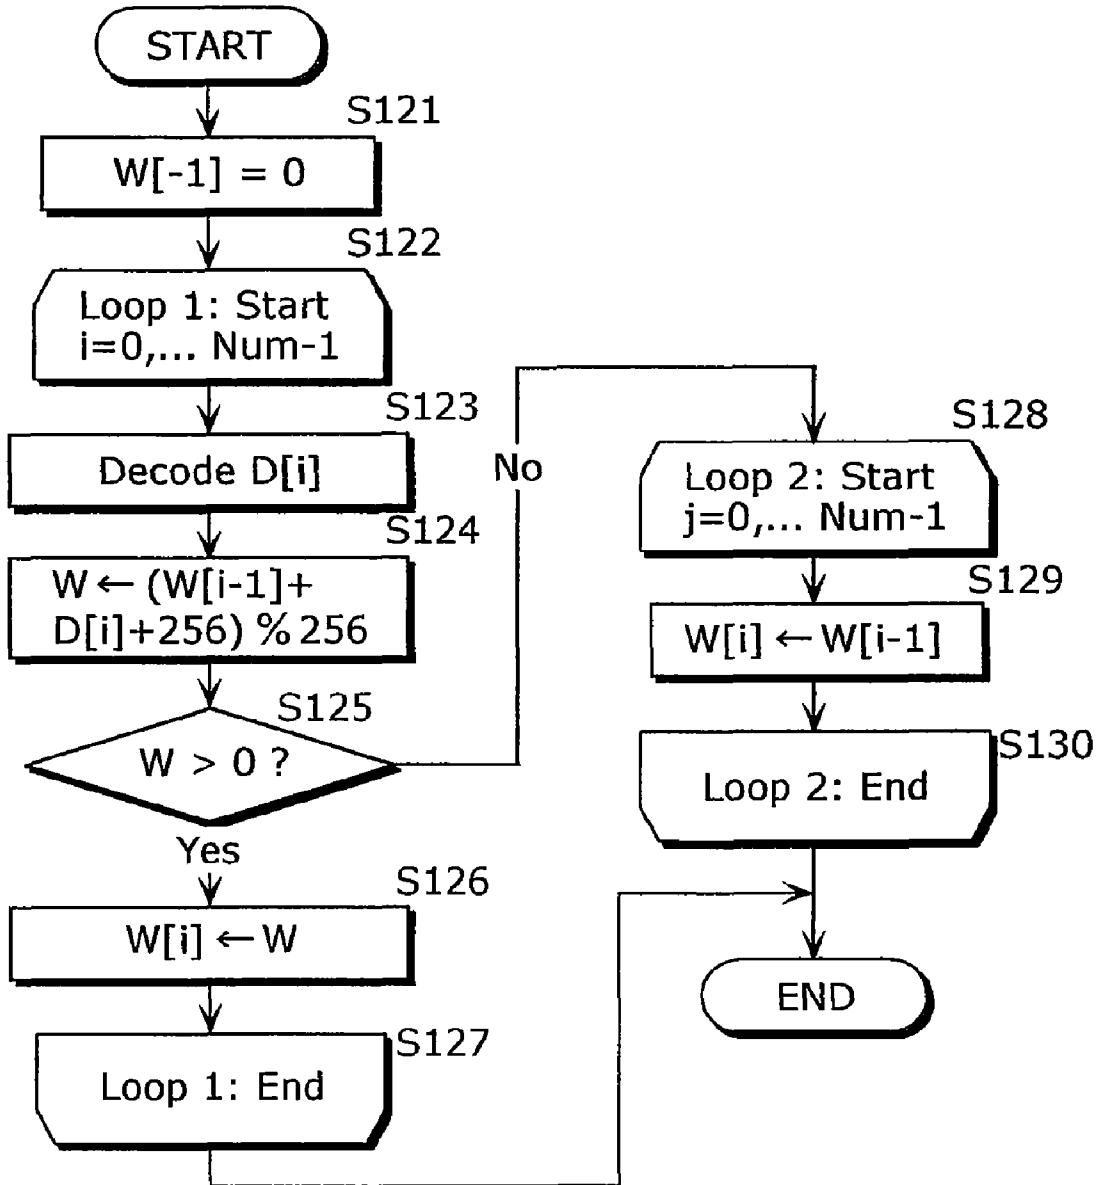 START
S121
W[-1] = 0
S122
Loop 1: Start
i=0,... Num-1
S123
Decode D[i]
S124
W ← (W[i-1]+
D[i]+256) % 256
S125
W > 0 ?
No
Yes
S126
W[i] ← W
S127
Loop 1: End
S128
Loop 2: Start
j=0,... Num-1
S129
W[i] ← W[i-1]
S130
Loop 2: End
END